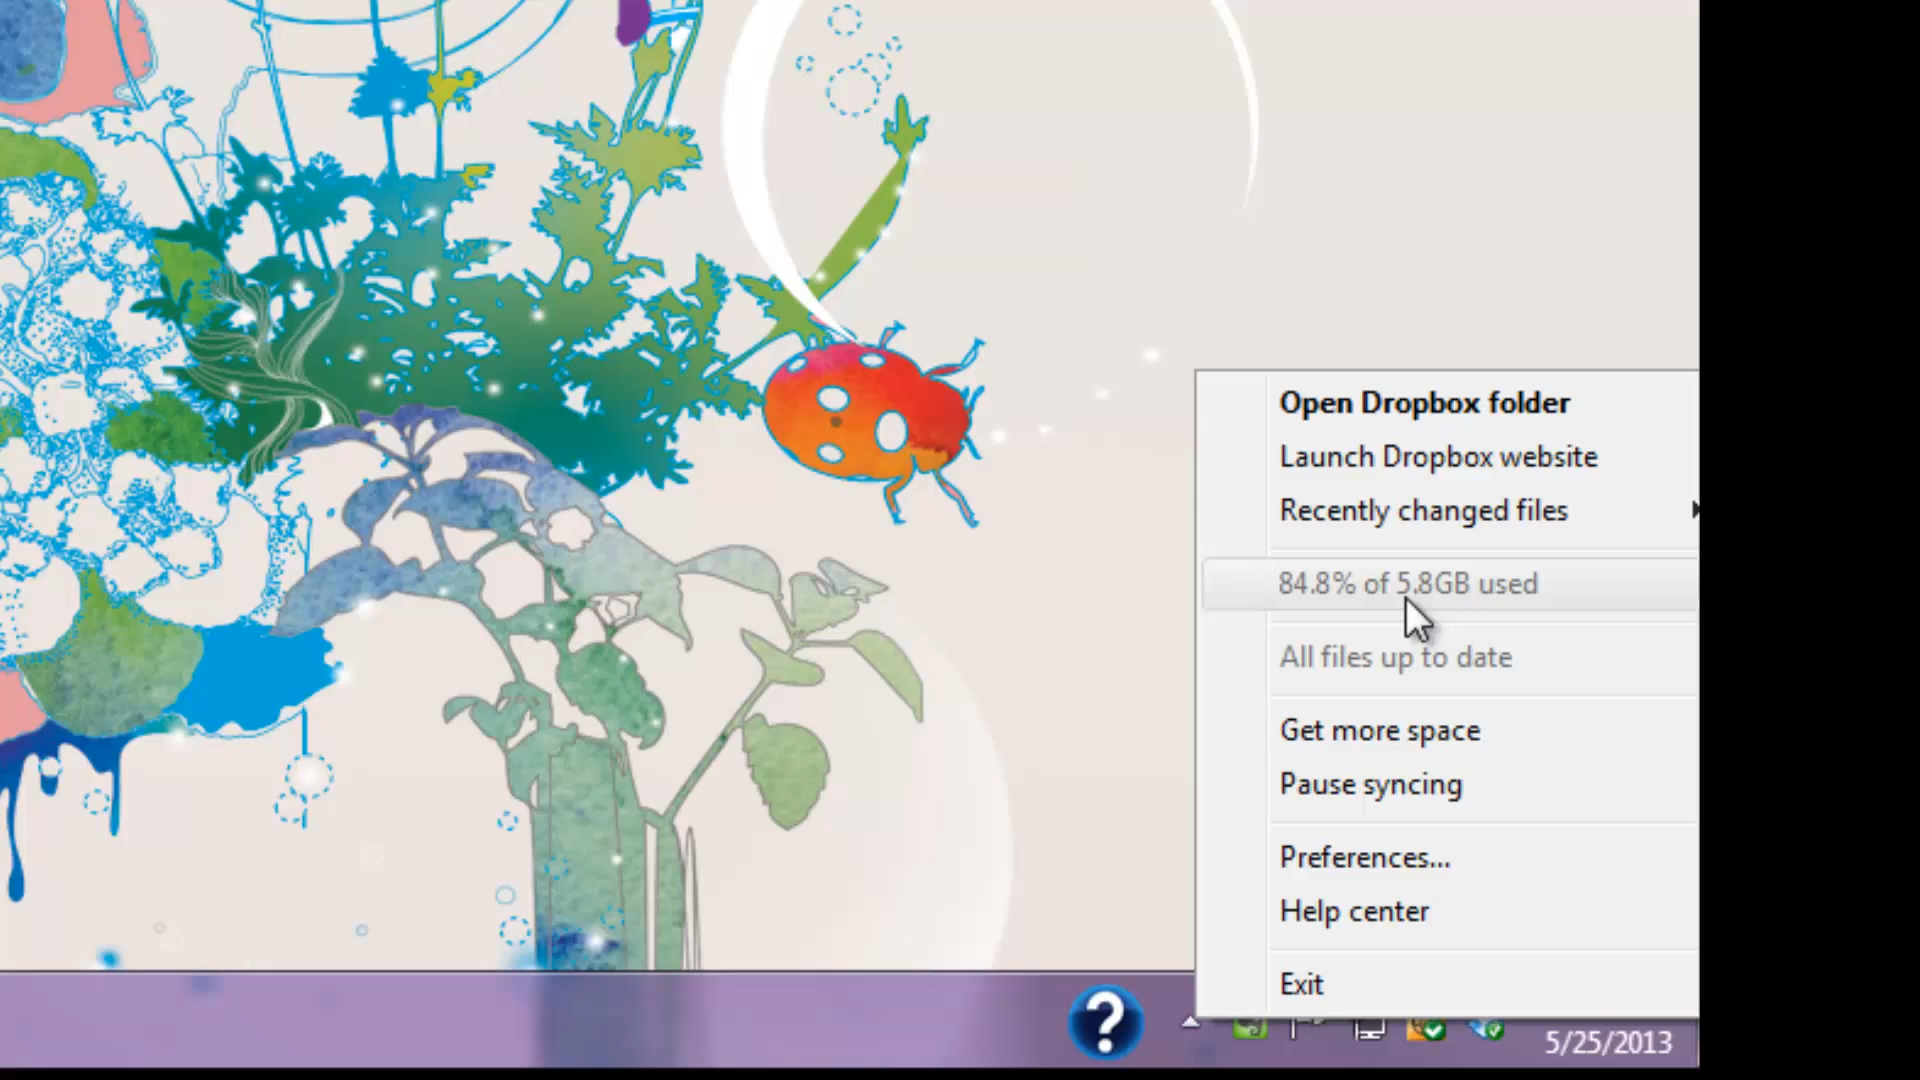 Open Dropbox folder
Launch Dropbox website
Recently changed files
84.8% of 5.8GB used
All files up to date
Get more space
Pause syncing
Preferences...
Help center
Exit
?
5/25/2013